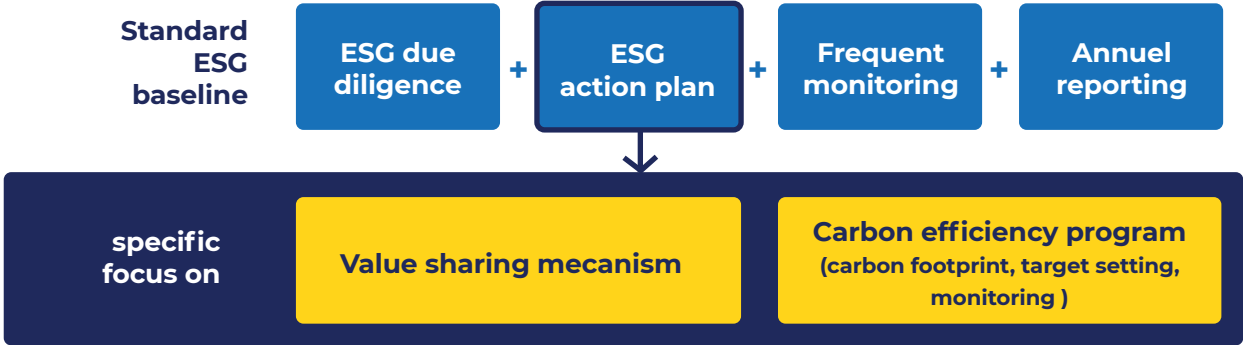 Standard
ESG
baseline
ESG due
diligence
+
ESG
action plan
+
Frequent
monitoring
+
Annuel
reporting
specific
focus on
Value sharing mecanism
Carbon efficiency program
(carbon footprint, target setting,
monitoring )